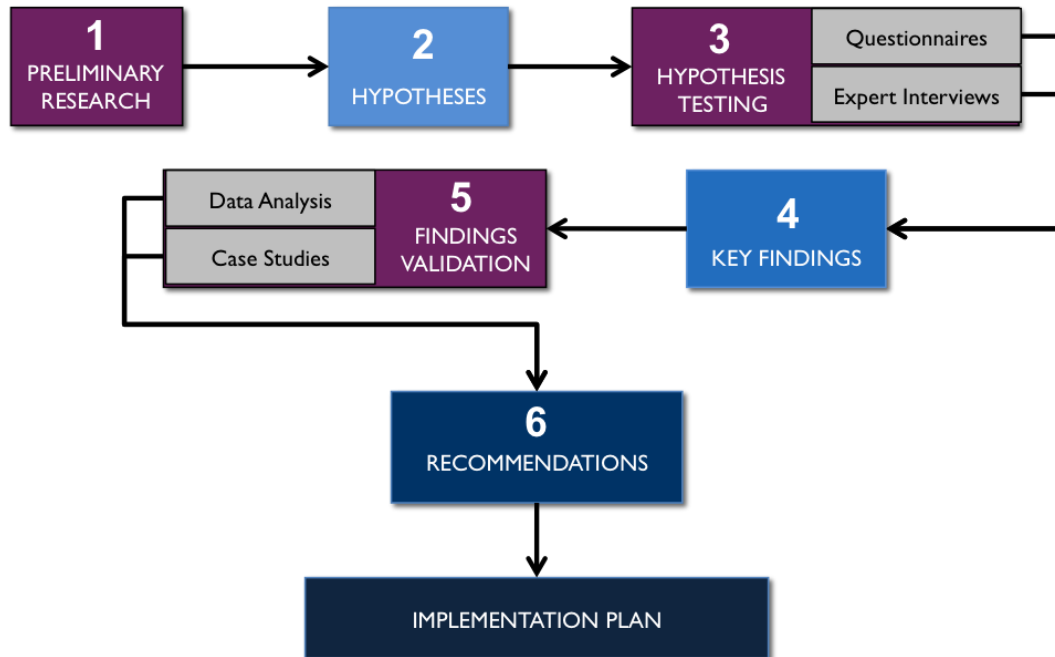 1
PRELIMINARY
RESEARCH
2
HYPOTHESES
3
HYPOTHESIS
TESTING
Questionnaires
Expert Interviews
Data Analysis
Case Studies
5
FINDINGS
VALIDATION
4
KEY FINDINGS
6
RECOMMENDATIONS
IMPLEMENTATION PLAN